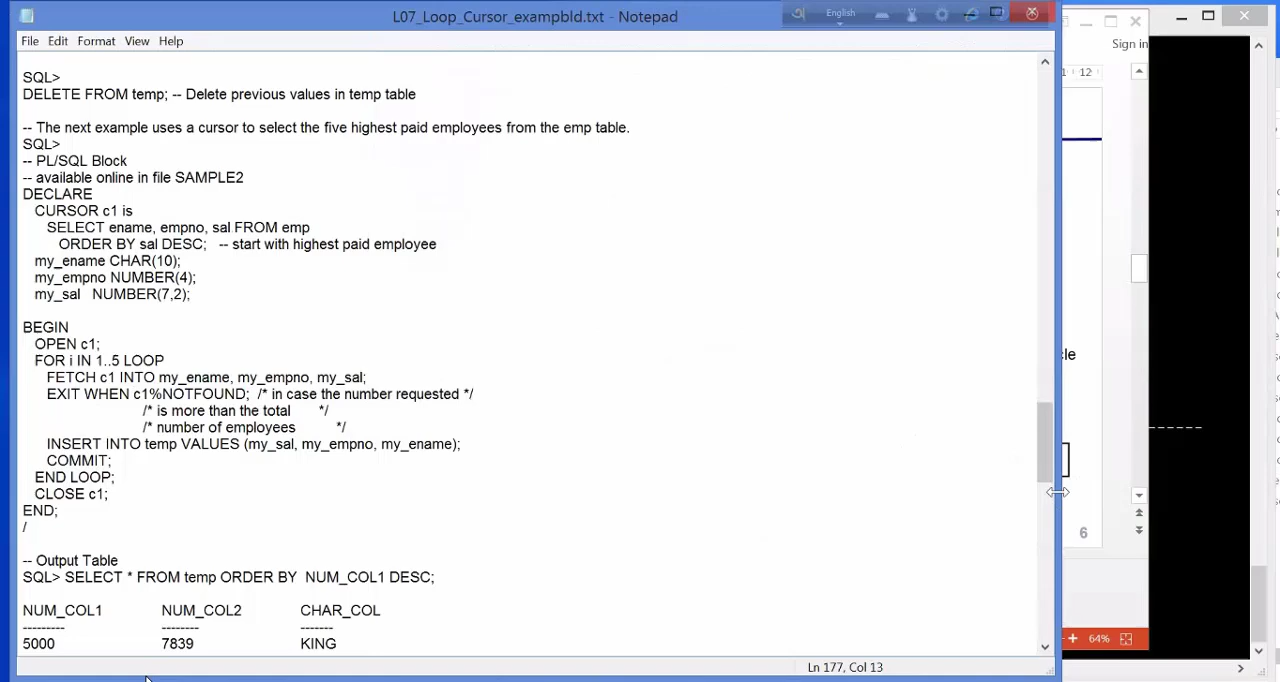 L07_Loop_Cursor_exampbld.txt - Notepad
English
File Edit Format View Help
Sign in
SQL>
DELETE FROM temp; -- Delete previous values in temp table
-- The next example uses a cursor to select the five highest paid employees from the emp table.
SQL>
-- PL/SQL Block
-- available online in file SAMPLE2
DECLARE
CURSOR c1 is
SELECT ename, empno, sal FROM emp
ORDER BY sal DESC; -- start with highest paid employee
my_ename CHAR(10);
my_empno NUMBER(4);
my_sal NUMBER(7,2);
BEGIN
OPEN c1;
FOR i IN 1..5 LOOP
FETCH c1 INTO my_ename, my_empno, my_sal;
EXIT WHEN c1%NOTFOUND; /* in case the number requested */
/* is more than the total */
/* number of employees */
INSERT INTO temp VALUES (my_sal, my_empno, my_ename);
COMMIT;
END LOOP;
CLOSE c1;
END;
/
-- Output Table
SQL> SELECT * FROM temp ORDER BY NUM_COL1 DESC;
NUM_COL1 NUM_COL2 CHAR_COL
--------- -------- -------
5000 7839 KING
Ln 177, Col 13
12
cle
6
64%